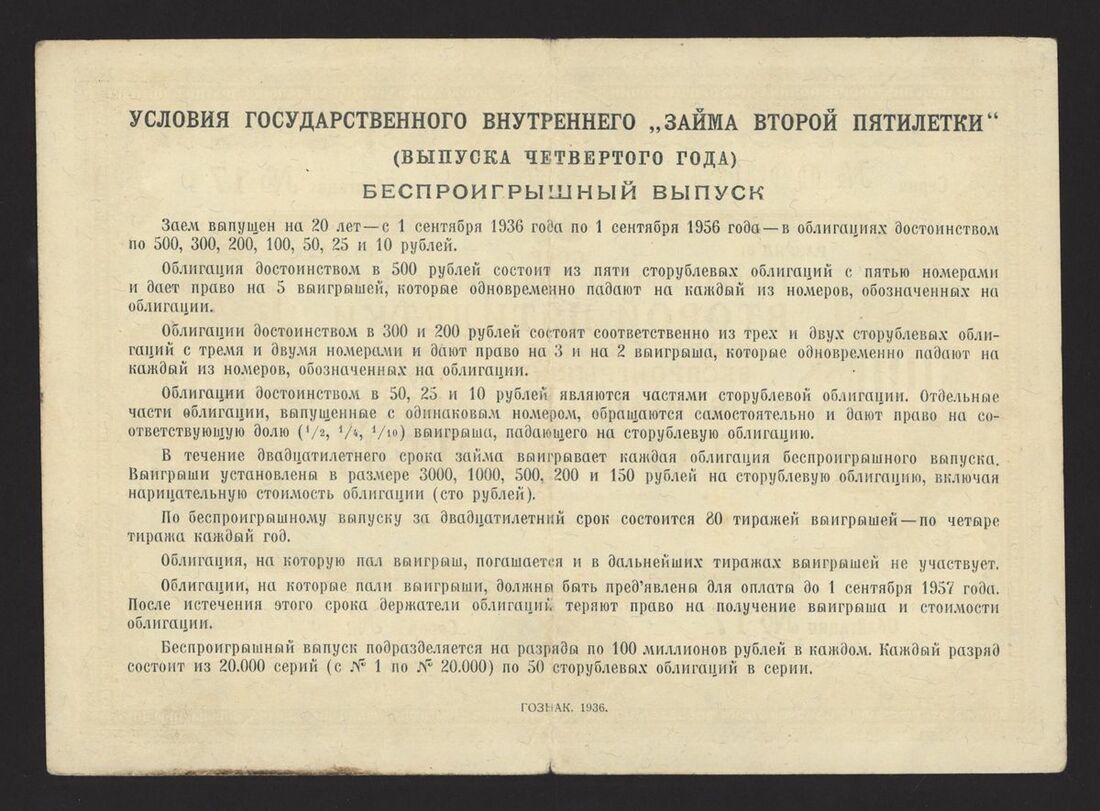 УСЛОВИЯ ГОСУДАРСТВЕННОГО ВНУТРЕННЕГО „ЗАЙМА ВТОРОЙ ПЯТИЛЕТКИ“
(ВЫПУСКА ЧЕТВЕРТОГО ГОДА)
БЕСПРОИГРЫШНЫЙ ВЫПУСК
Заем выпущен на 20 лет—с 1 сентября 1936 года по 1 сентября 1956 года—в облигациях достоинством
по 500, 300, 200, 100, 50, 25 и 10 рублей.
Облигация достоинством в 500 рублей состоит из пяти сторублевых облигаций с пятью номерами
и дает право на 5 выигрышей, которые одновременно падают на каждый из номеров, обозначенных на
облигации.
Облигации достоинством в 300 и 200 рублей состоят соответственно из трех и двух сторублевых обли-
гаций с тремя и двумя номерами и дают право на 3 и на 2 выигрыша, которые одновременно падают на
каждый из номеров, обозначенных на облигации.
Облигации достоинством в 50, 25 и 10 рублей являются частями сторублевой облигации. Отдельные
части облигации, выпущенные с одинаковым номером, обращаются самостоятельно и дают право на со-
ответствующую долю (1/2, 1/4, 1/10) выигрыша, падающего на сторублевую облигацию.
В течение двадцатилетнего срока займа выигрывает каждая облигация беспроигрышного выпуска.
Выигрыши установлены в размере 3000, 1000, 500, 200 и 150 рублей на сторублевую облигацию, включая
нарицательную стоимость облигации (сто рублей).
По беспроигрышному выпуску за двадцатилетний срок состоится 80 тиражей выигрышей—по четыре
тиража каждый год.
Облигация, на которую пал выигрыш, погашается и в дальнейших тиражах выигрышей не участвует.
Облигации, на которые пали выигрыши, должны быть пред'явлены для оплаты до 1 сентября 1957 года.
После истечения этого срока держатели облигаций теряют право на получение выигрыша и стоимости
облигации.
Беспроигрышный выпуск подразделяется на разряды по 100 миллионов рублей в каждом. Каждый разряд
состоит из 20.000 серий (с № 1 по № 20.000) по 50 сторублевых облигаций в серии.
ГОЗНАК. 1936.